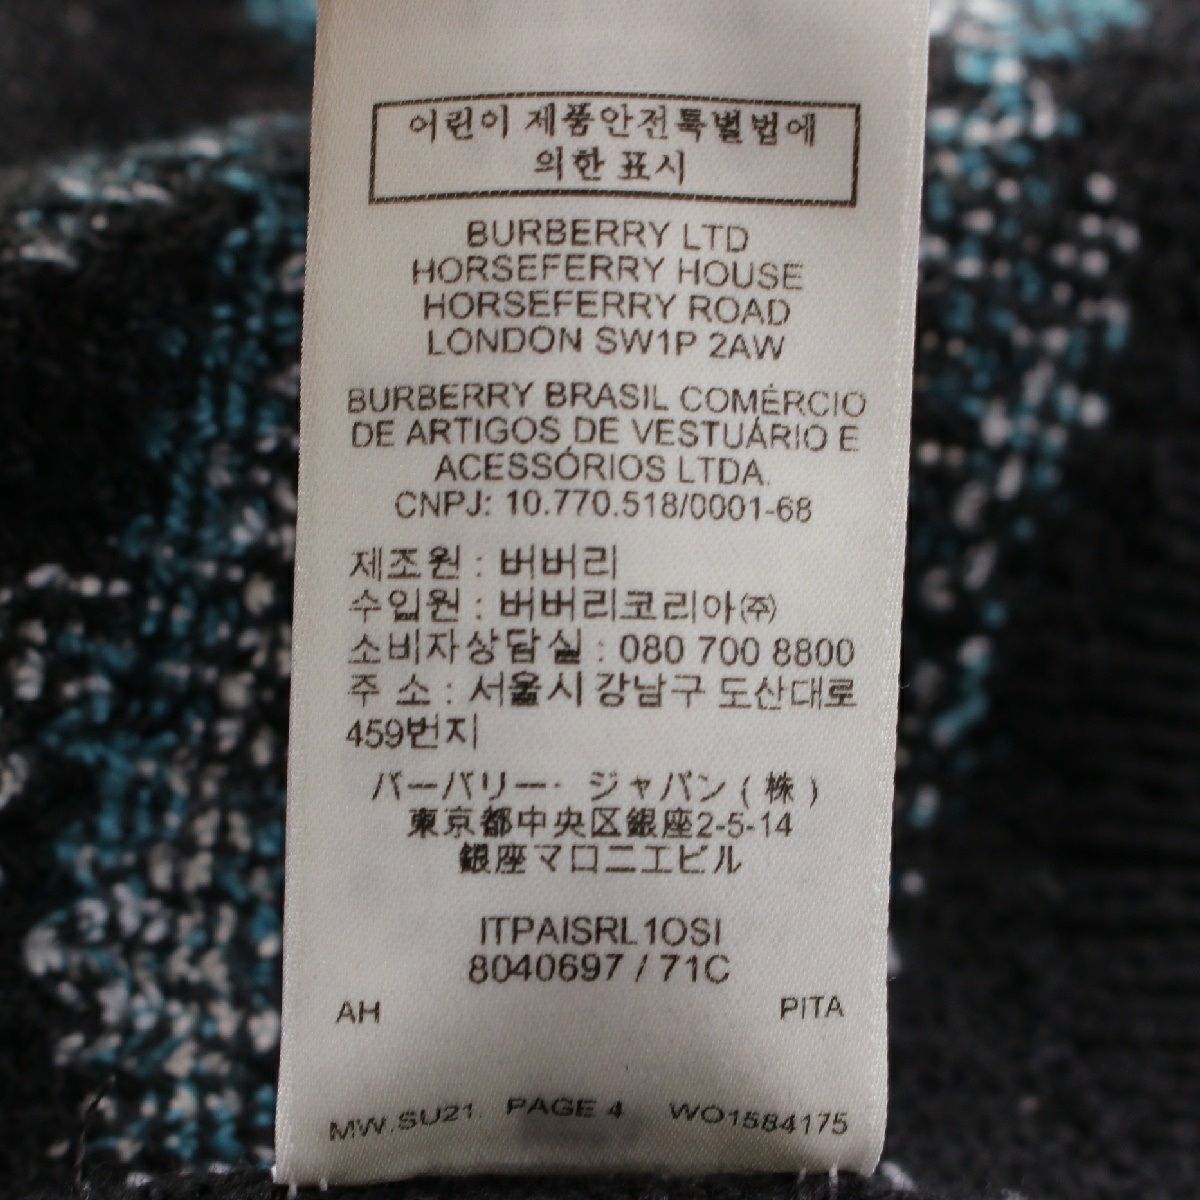 어린이 제품안전특별법에
의한 표시
BURBERRY LTD
HORSEFERRY HOUSE
HORSEFERRY ROAD
LONDON SW1P 2AW
BURBERRY BRASIL COMÉRCIO
DE ARTIGOS DE VESTUÁRIO E
ACESSÓRIOS LTDA.
CNPJ: 10.770.518/0001-68
제조원 : 버버리
수입원 : 버버리코리아㈜
소비자상담실 : 080 700 8800
주 소 : 서울시 강남구 도산대로
459번지
バーバリー・ジャパン(株)
東京都中央区銀座2-5-14
銀座マロニエビル
ITPAISRL1OSI
8040697 / 71C
AH PITA
MW.SU21. PAGE 4 WO1584175